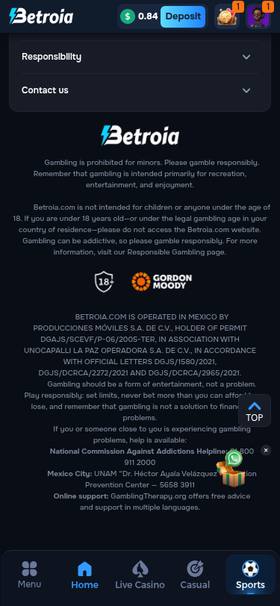 Betroia
$ 0.84 Deposit
1
1
Responsibility
Contact us
Betroia
Gambling is prohibited for minors. Please gamble responsibly.
Remember that gambling is intended primarily for recreation,
entertainment, and enjoyment.
Betroia.com is not intended for children or anyone under the age of
18. If you are under 18 years old—or under the legal gambling age in your
country of residence—please do not access the Betroia.com website.
Gambling can be addictive, so please gamble responsibly. For more
information, visit our Responsible Gambling page.
18+ GORDON
MOODY
BETROIA.COM IS OPERATED IN MEXICO BY
PRODUCCIONES MÓVILES S.A. DE C.V., HOLDER OF PERMIT
DGAJS/SCEVF/P-06/2005-TER, IN ASSOCIATION WITH
UNOCAPALLI LA PAZ OPERADORA S.A. DE C.V., IN ACCORDANCE
WITH OFFICIAL LETTERS DGJS/1580/2021,
DGJS/DCRCA/2272/2021 AND DGJS/DCRCA/2965/2021.
Gambling should be a form of entertainment, not a problem.
Play responsibly: set limits, never bet more than you can afford
lose, and remember that gambling is not a solution to
problems.
TOP
If you or someone close to you is experiencing gambling
problems, help is available:
National Commission Against Addictions Helpline: 800
911 2000
Mexico City: UNAM "Dr. Héctor Ayala Velázquez"
Prevention Center — 5658 3911
Online support: GamblingTherapy.org offers free advice
and support in multiple languages.
Menu
Home
Live Casino
Casual
Sports